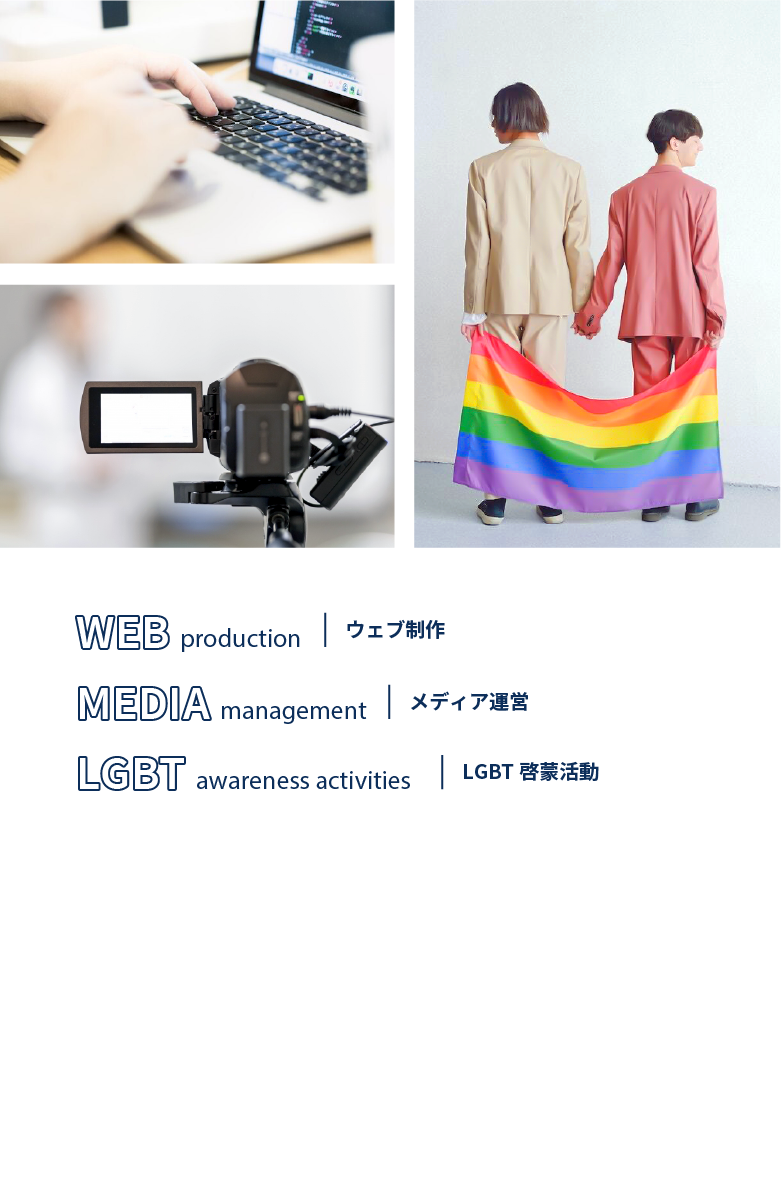 WEB production | ウェブ制作
MEDIA management | メディア運営
LGBT awareness activities | LGBT 啓蒙活動